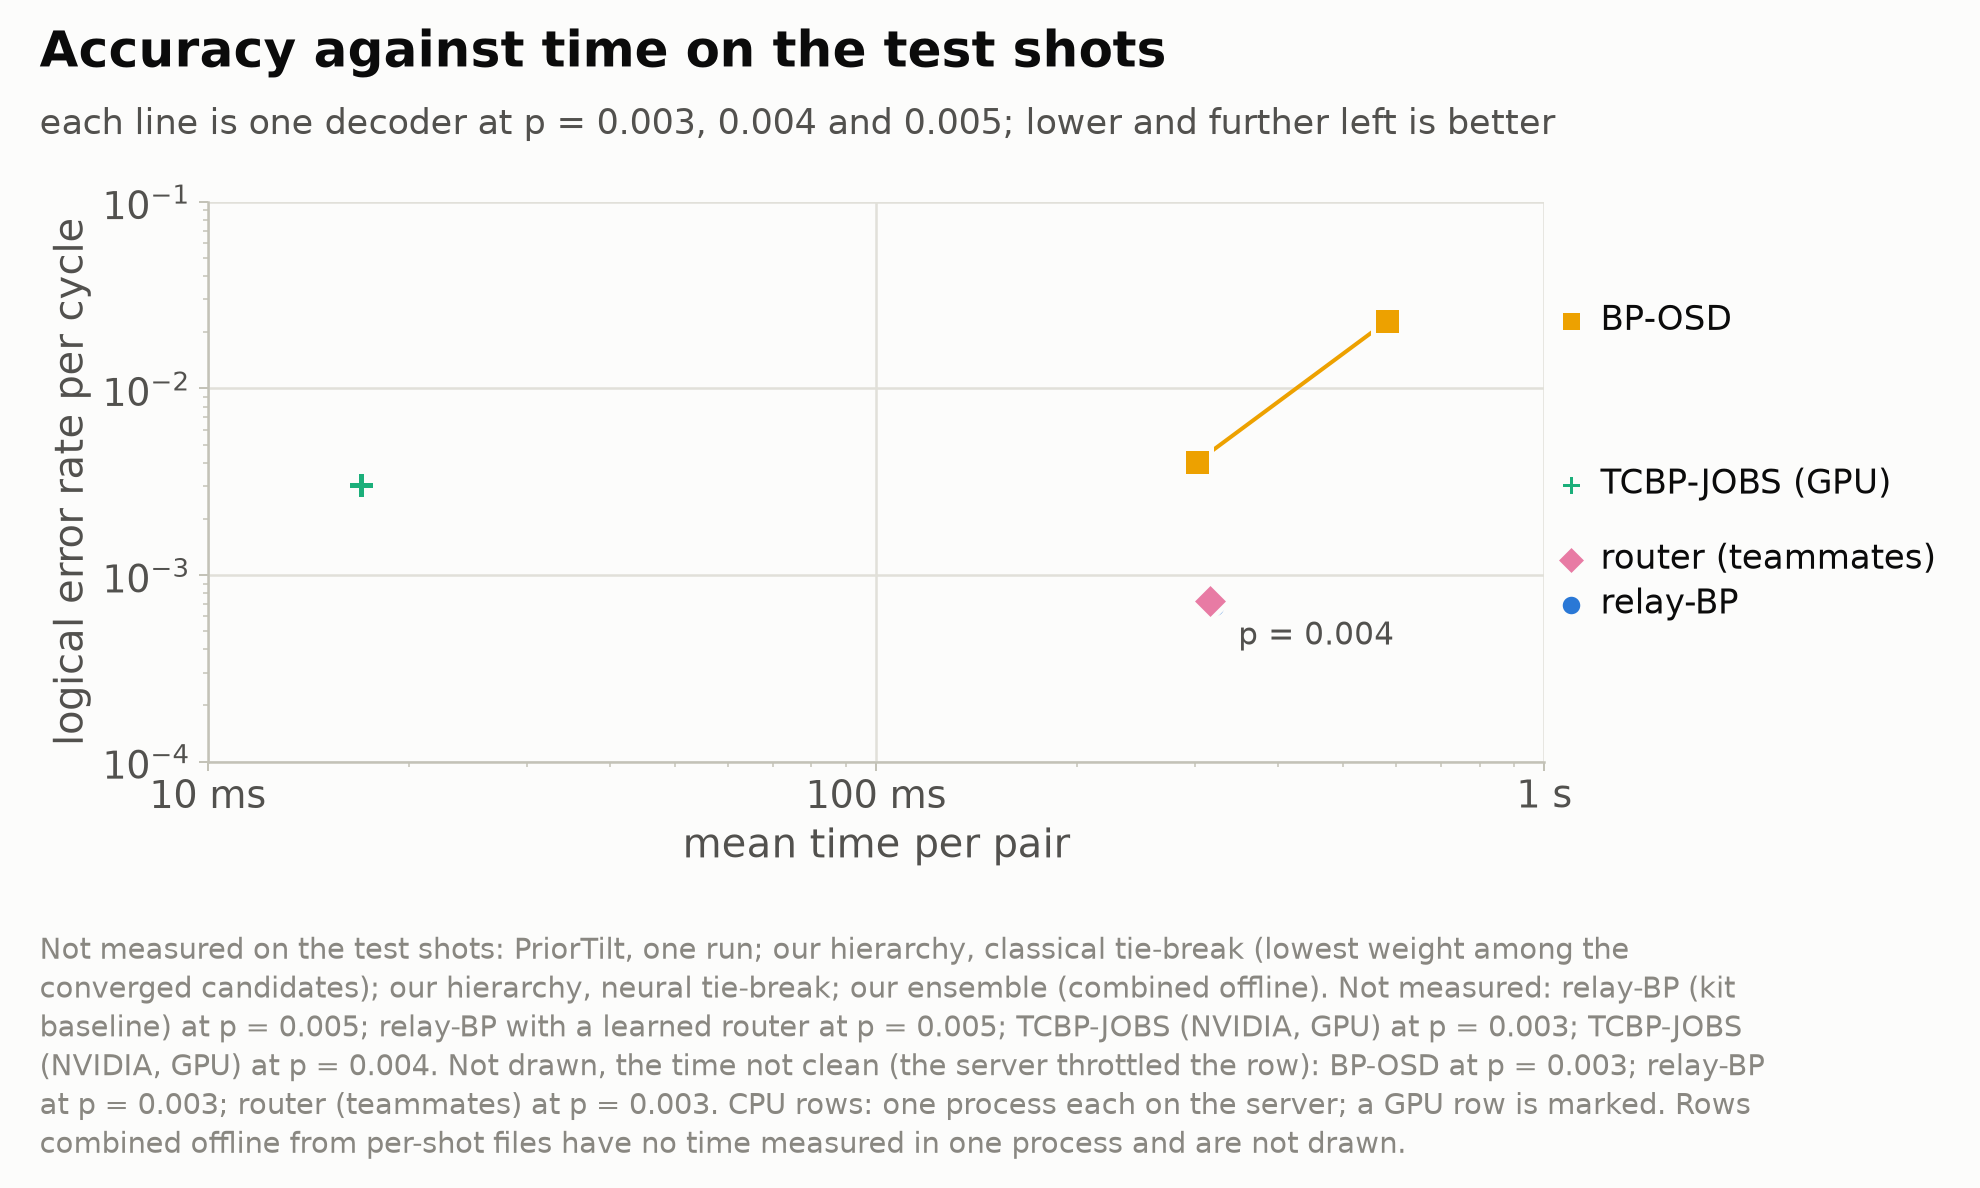 Accuracy against time on the test shots
each line is one decoder at p = 0.003, 0.004 and 0.005; lower and further left is better
logical error rate per cycle
10⁻¹
10⁻²
10⁻³
10⁻⁴
BP-OSD
TCBP-JOBS (GPU)
router (teammates)
relay-BP
p = 0.004
10 ms
100 ms
1 s
mean time per pair
Not measured on the test shots: PriorTilt, one run; our hierarchy, classical tie-break (lowest weight among the
converged candidates); our hierarchy, neural tie-break; our ensemble (combined offline). Not measured: relay-BP (kit
baseline) at p = 0.005; relay-BP with a learned router at p = 0.005; TCBP-JOBS (NVIDIA, GPU) at p = 0.003; TCBP-JOBS
(NVIDIA, GPU) at p = 0.004. Not drawn, the time not clean (the server throttled the row): BP-OSD at p = 0.003; relay-BP
at p = 0.003; router (teammates) at p = 0.003. CPU rows: one process each on the server; a GPU row is marked. Rows
combined offline from per-shot files have no time measured in one process and are not drawn.